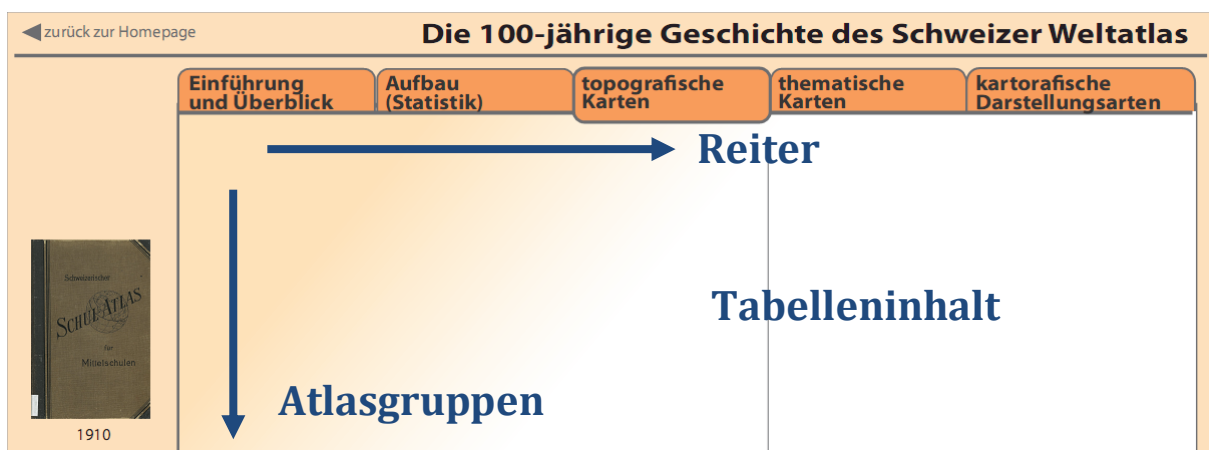 zurück zur Homepage
Die 100-jährige Geschichte des Schweizer Weltatlas
Einführung
und Überblick
Aufbau
(Statistik)
topografische
Karten
thematische
Karten
kartorafische
Darstellungsarten
Reiter
Tabelleninhalt
Atlasgruppen
Schweizerischer
SCHUL-ATLAS
für
Mittelschulen
1910